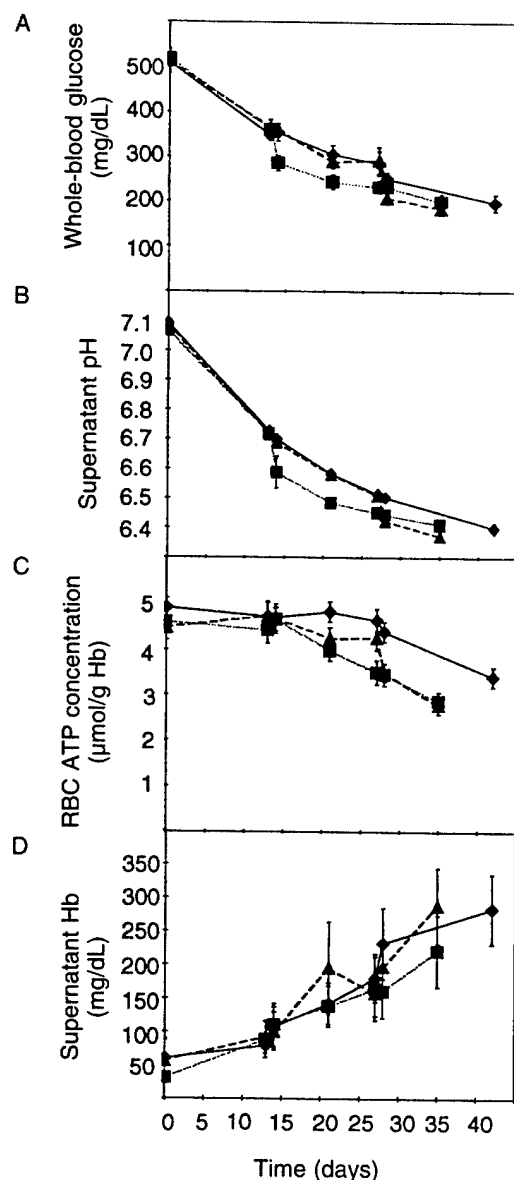 A
Whole-blood glucose
(mg/dL)
500
400
300
200
100
B
Supernatant pH
7.1
7.0
6.9
6.8
6.7
6.6
6.5
6.4
C
RBC ATP concentration
(µmol/g Hb)
5
4
3
2
1
D
Supernatant Hb
(mg/dL)
350
300
250
200
150
100
50
0 5 10 15 20 25 30 35 40
Time (days)